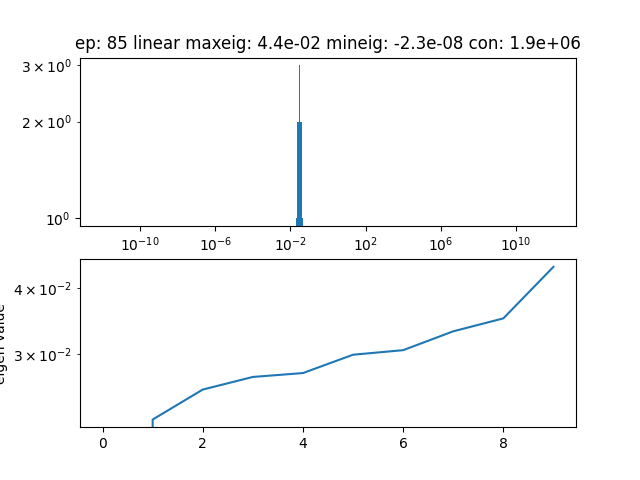 ep: 85 linear maxeig: 4.4e-02 mineig: -2.3e-08 con: 1.9e+06
3 × 10⁰
2 × 10⁰
10⁰
10⁻¹⁰ 10⁻⁶ 10⁻² 10² 10⁶ 10¹⁰
4 × 10⁻²
3 × 10⁻²
eigen value
0 2 4 6 8